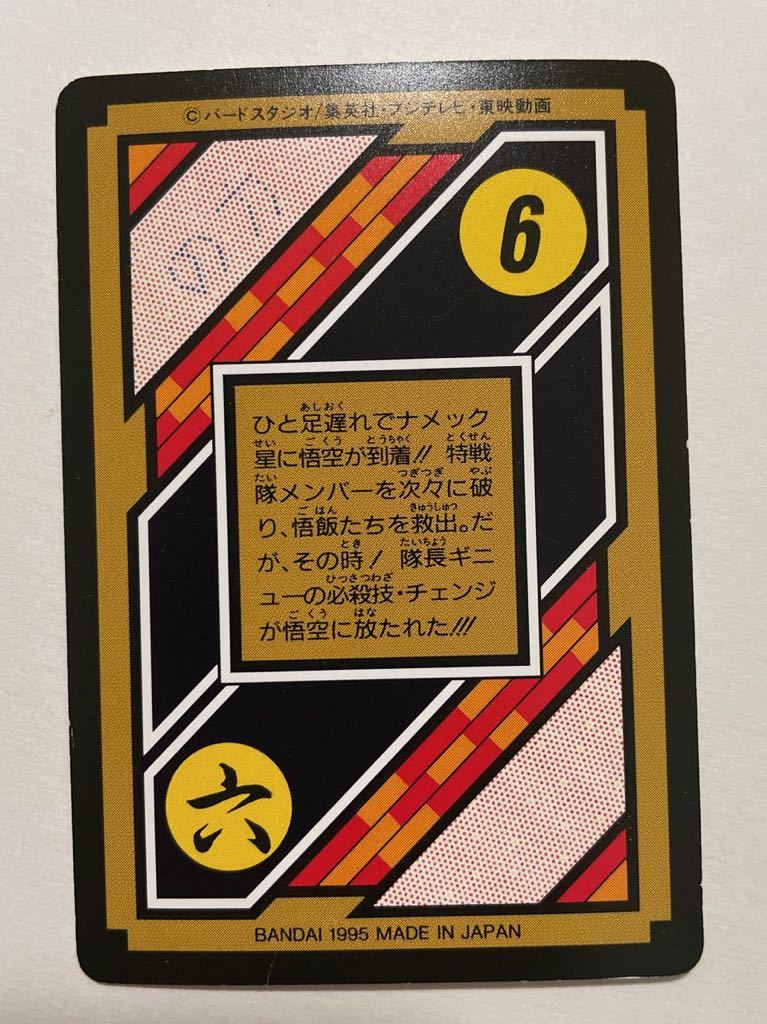 ©バードスタジオ/集英社・フジテレビ・東映動画
6
ひと足遅れでナメック
星に悟空が到着!! 特戦
隊メンバーを次々に破
り、悟飯たちを救出。だ
が、その時! 隊長ギニ
ューの必殺技・チェンジ
が悟空に放たれた!!!
六
BANDAI 1995 MADE IN JAPAN